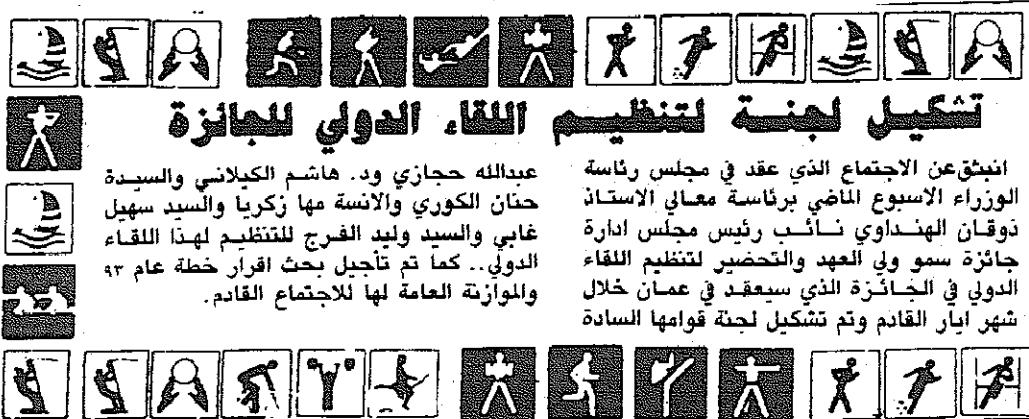 تشكيل لجنة لتنظيم اللقاء الدولي للجائزة
انبثق عن الاجتماع الذي عقد في مجلس رئاسة
الوزراء الاسبوع الماضي برئاسة معالي الاستاذ
ذوقان الهنداوي نائب رئيس مجلس ادارة
جائزة سمو ولي العهد والتحضير لتنظيم اللقاء
الدولي في الجائزة الذي سيعقد في عمان خلال
شهر ايار القادم وتم تشكيل لجنة قوامها السادة
عبدالله حجازي ود. هاشم الكيلاني والسيدة
حنان الكوري والانسة مها زكريا والسيد سهيل
غابي والسيد وليد الفرج للتنظيم لهذا اللقاء
الدولي.. كما تم تأجيل بحث اقرار خطة عام ٩٣
والموازنة العامة لها للاجتماع القادم.